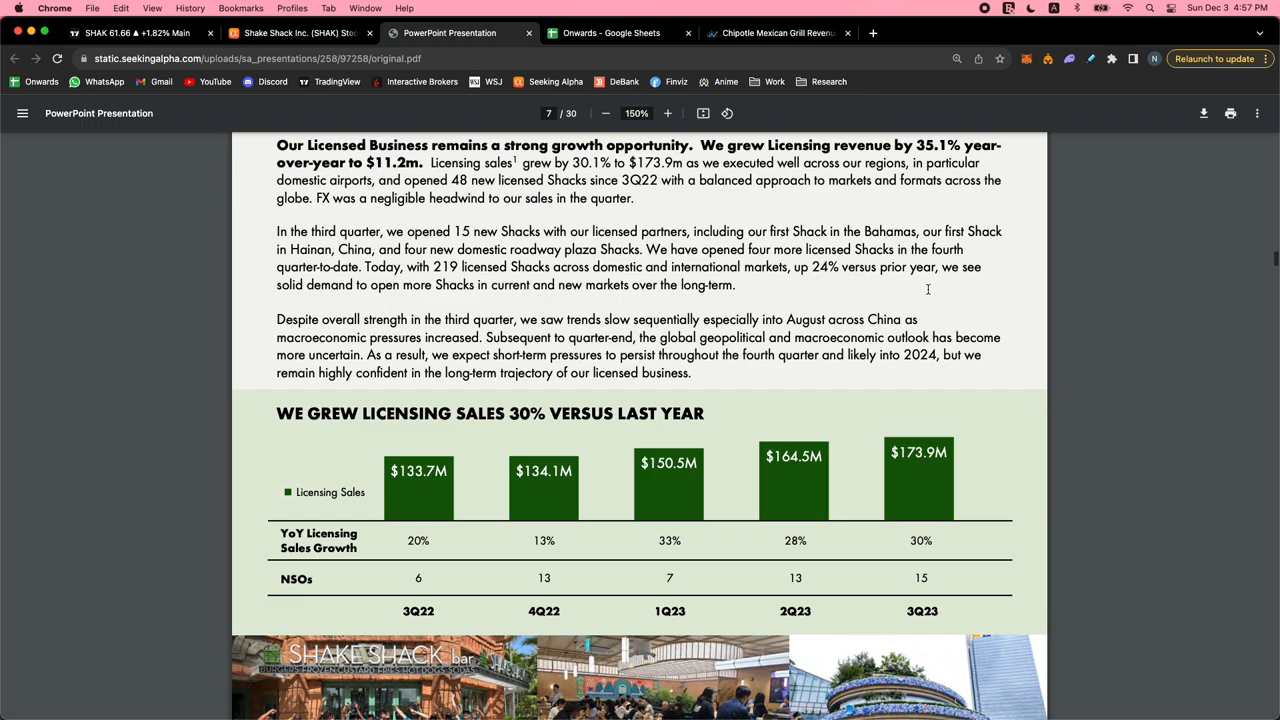 Chrome File Edit View History Bookmarks Profiles Tab Window Help A Sun Dec 3 4:57 PM
SHAK 61.66 ▲ +1.82% Main Shake Shack Inc. (SHAK) Stoc PowerPoint Presentation Onwards - Google Sheets Chipotle Mexican Grill Revenue
static.seekingalpha.com/uploads/sa_presentations/258/97258/original.pdf N Relaunch to update
Onwards WhatsApp Gmail YouTube Discord TradingView Interactive Brokers WSJ Seeking Alpha DeBank Finviz Anime Work Research
PowerPoint Presentation 7 / 30 150%
Our Licensed Business remains a strong growth opportunity. We grew Licensing revenue by 35.1% year-
over-year to $11.2m. Licensing sales1 grew by 30.1% to $173.9m as we executed well across our regions, in particular
domestic airports, and opened 48 new licensed Shacks since 3Q22 with a balanced approach to markets and formats across the
globe. FX was a negligible headwind to our sales in the quarter.
In the third quarter, we opened 15 new Shacks with our licensed partners, including our first Shack in the Bahamas, our first Shack
in Hainan, China, and four new domestic roadway plaza Shacks. We have opened four more licensed Shacks in the fourth
quarter-to-date. Today, with 219 licensed Shacks across domestic and international markets, up 24% versus prior year, we see
solid demand to open more Shacks in current and new markets over the long-term.
Despite overall strength in the third quarter, we saw trends slow sequentially especially into August across China as
macroeconomic pressures increased. Subsequent to quarter-end, the global geopolitical and macroeconomic outlook has become
more uncertain. As a result, we expect short-term pressures to persist throughout the fourth quarter and likely into 2024, but we
remain highly confident in the long-term trajectory of our licensed business.
WE GREW LICENSING SALES 30% VERSUS LAST YEAR
$133.7M $134.1M $150.5M $164.5M $173.9M
Licensing Sales
YoY Licensing
Sales Growth 20% 13% 33% 28% 30%
NSOs 6 13 7 13 15
3Q22 4Q22 1Q23 2Q23 3Q23
SHAKE SHACK bar
BURGERS FROZEN CUSTARD FRIES HOT DOGS SODAS